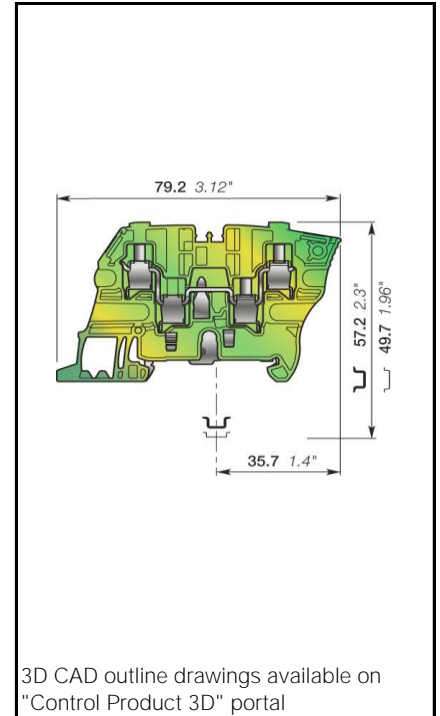 79.2 3.12"
57.2 2.3"
49.7 1.96"
35.7 1.4"
3D CAD outline drawings available on
"Control Product 3D" portal